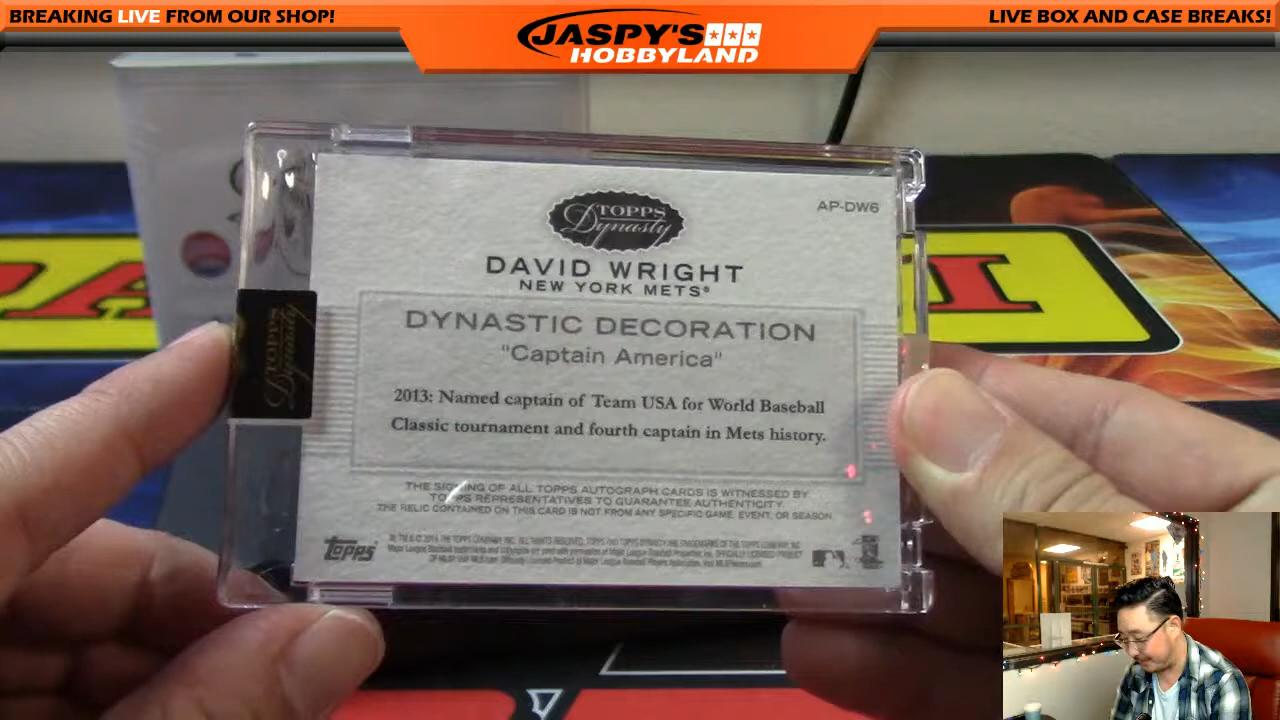 BREAKING LIVE FROM OUR SHOP!
JASPY'S
HOBBYLAND
LIVE BOX AND CASE BREAKS!
AP-DW6
TOPPS
Dynasty
DAVID WRIGHT
NEW YORK METS®
DYNASTIC DECORATION
"Captain America"
2013: Named captain of Team USA for World Baseball
Classic tournament and fourth captain in Mets history.
THE SIGNING OF ALL TOPPS AUTOGRAPH CARDS IS WITNESSED BY
TOPPS REPRESENTATIVES TO GUARANTEE AUTHENTICITY.
THE RELIC CONTAINED ON THIS CARD IS NOT FROM ANY SPECIFIC GAME, EVENT, OR SEASON.
topps
TOPPS
Dynasty